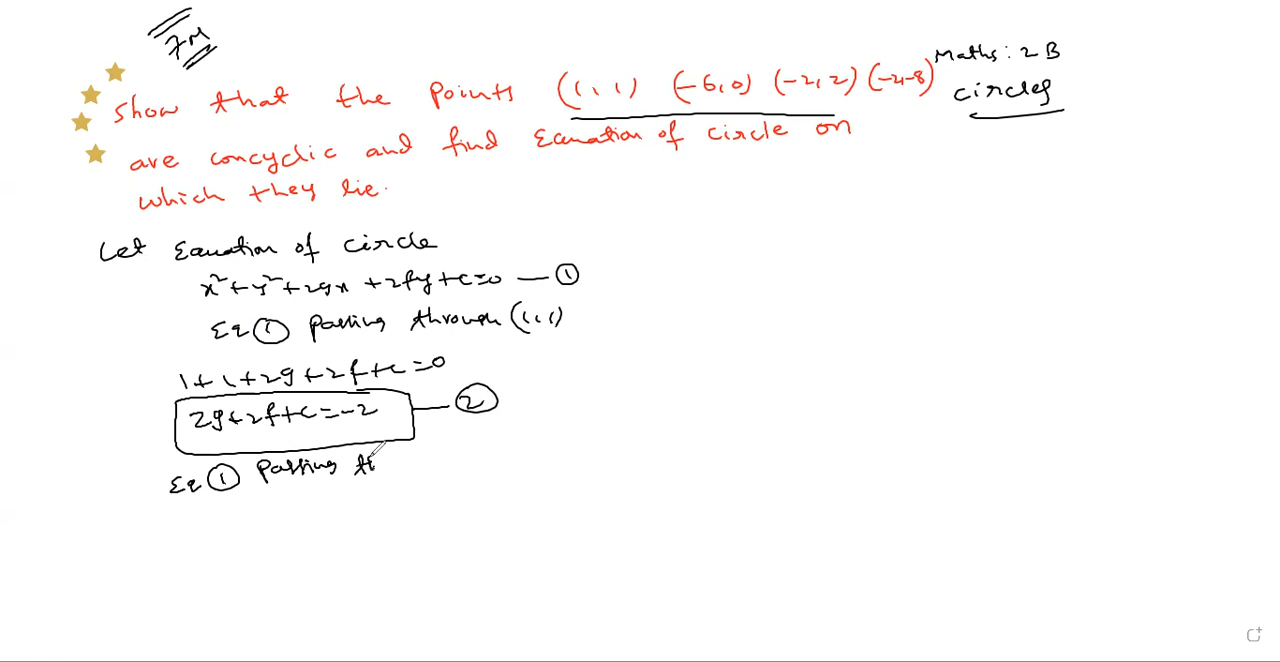 7M
Maths: 2B
circles
Show that the points (1, 1) (-6, 0) (-2, 2) (-2, -8)
are concyclic and find Equation of circle on
which they lie.
Let Equation of circle
x²+y²+2gx+2fy+c=0 — ①
Eq ① passing through (1, 1)
1+1+2g+2f+c=0
2g+2f+c=-2 — ②
Eq ① passing th